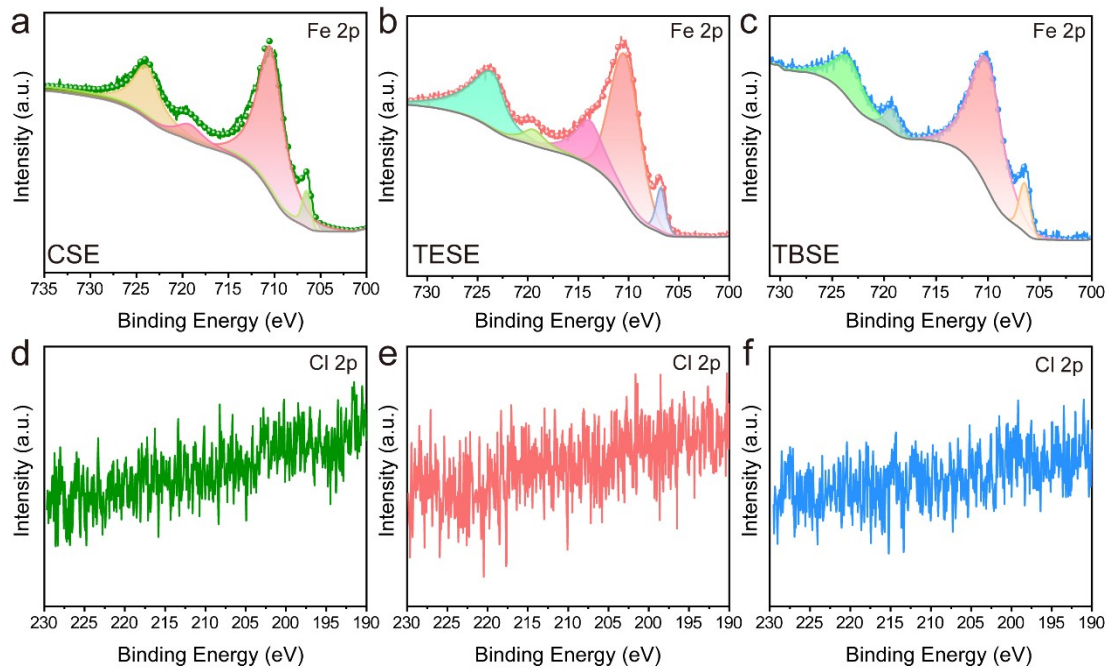 a
Fe 2p
Intensity (a.u.)
CSE
735 730 725 720 715 710 705 700
Binding Energy (eV)
b
Fe 2p
Intensity (a.u.)
TESE
730 725 720 715 710 705 700
Binding Energy (eV)
c
Fe 2p
Intensity (a.u.)
TBSE
730 725 720 715 710 705 700
Binding Energy (eV)
d
Cl 2p
Intensity (a.u.)
230 225 220 215 210 205 200 195 190
Binding Energy (eV)
e
Cl 2p
Intensity (a.u.)
230 225 220 215 210 205 200 195 190
Binding Energy (eV)
f
Cl 2p
Intensity (a.u.)
230 225 220 215 210 205 200 195 190
Binding Energy (eV)